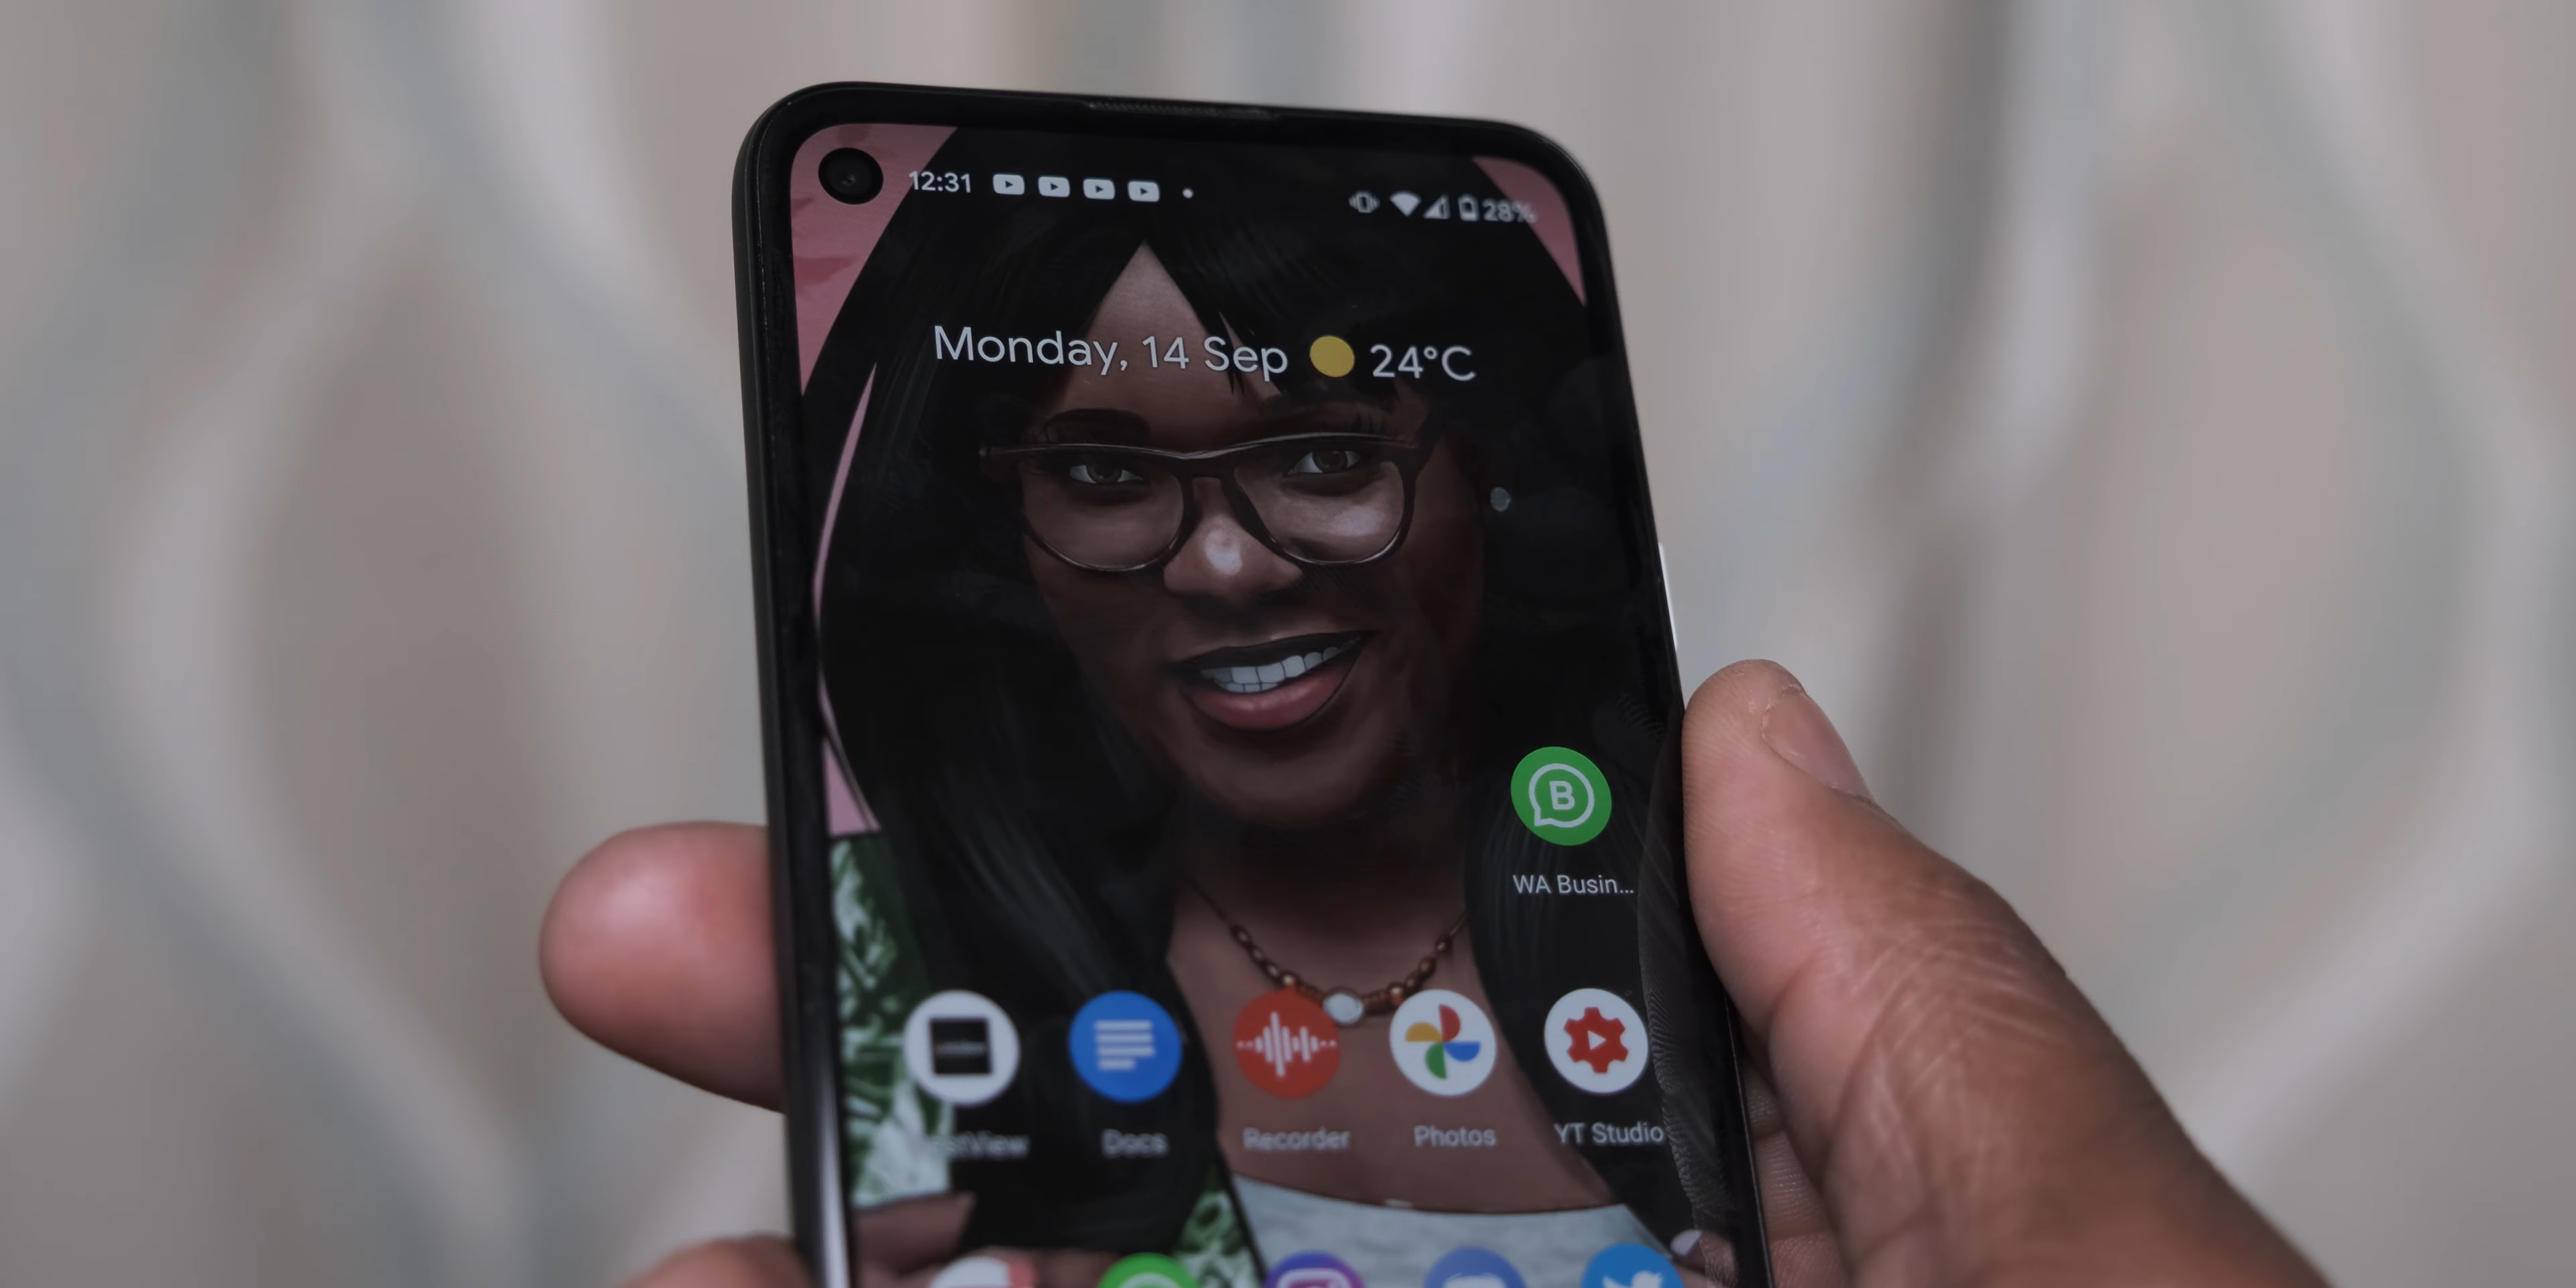 12:31
28%
Monday, 14 Sep 24°C
B
WA Busin...
Docs
Recorder
Photos
YT Studio